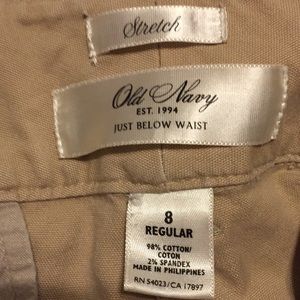 Stretch
Old Navy
EST. 1994
JUST BELOW WAIST
8
REGULAR
98% COTTON/
COTON
2% SPANDEX
MADE IN PHILIPPINES
RN 54023/CA 17897